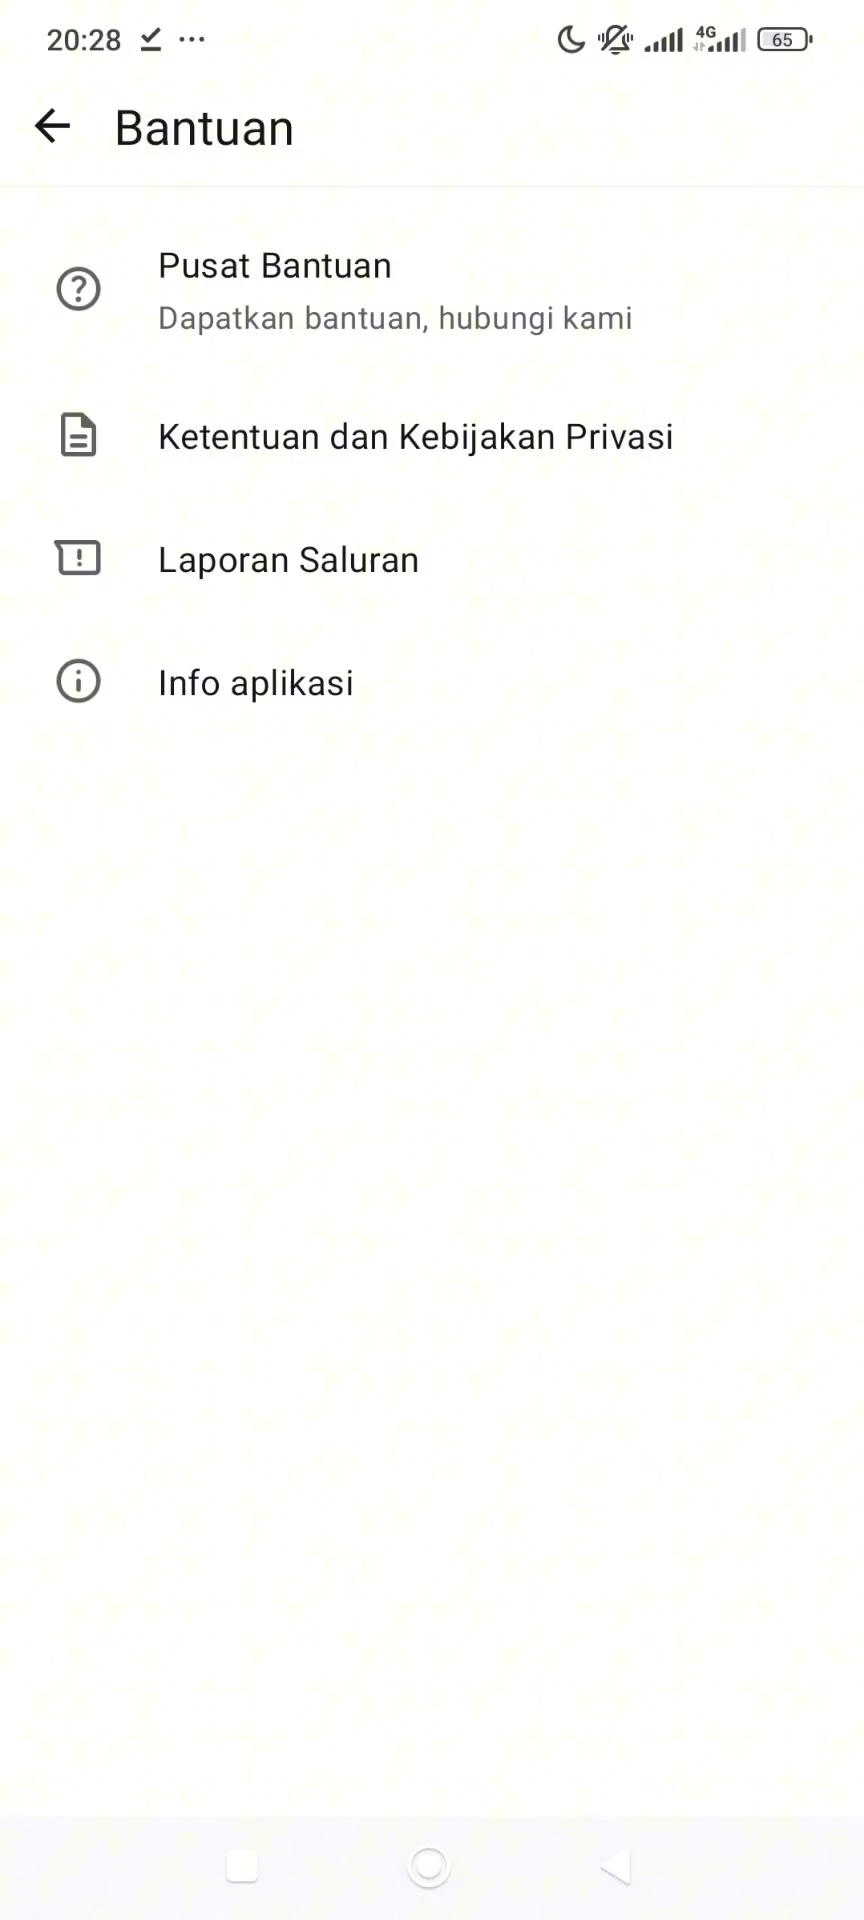 20:28
4G
65
Bantuan
Pusat Bantuan
Dapatkan bantuan, hubungi kami
Ketentuan dan Kebijakan Privasi
Laporan Saluran
Info aplikasi